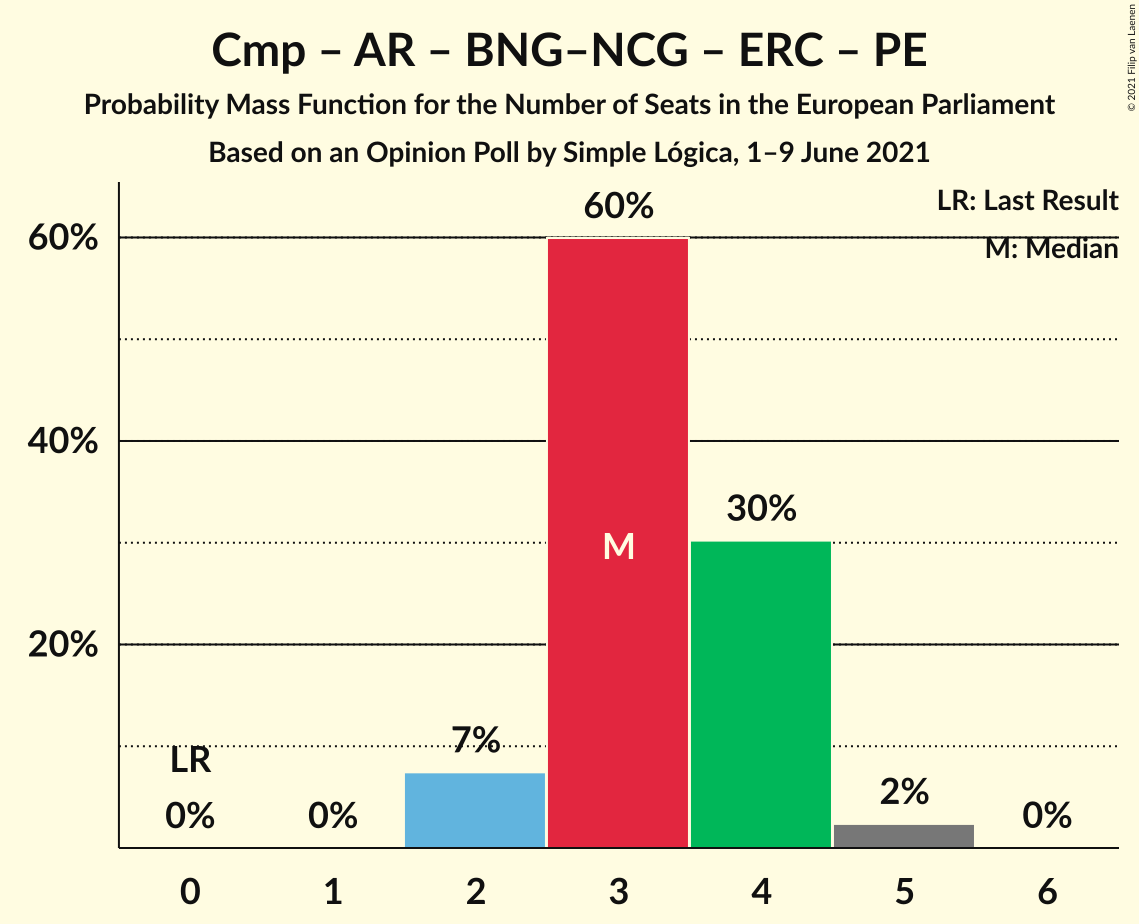 Cmp – AR – BNG–NCG – ERC – PE
Probability Mass Function for the Number of Seats in the European Parliament
Based on an Opinion Poll by Simple Lógica, 1–9 June 2021
© 2021 Filip van Laenen
LR: Last Result
M: Median
60%
40%
20%
LR
0%
0%
7%
60%
M
30%
2%
0%
0
1
2
3
4
5
6